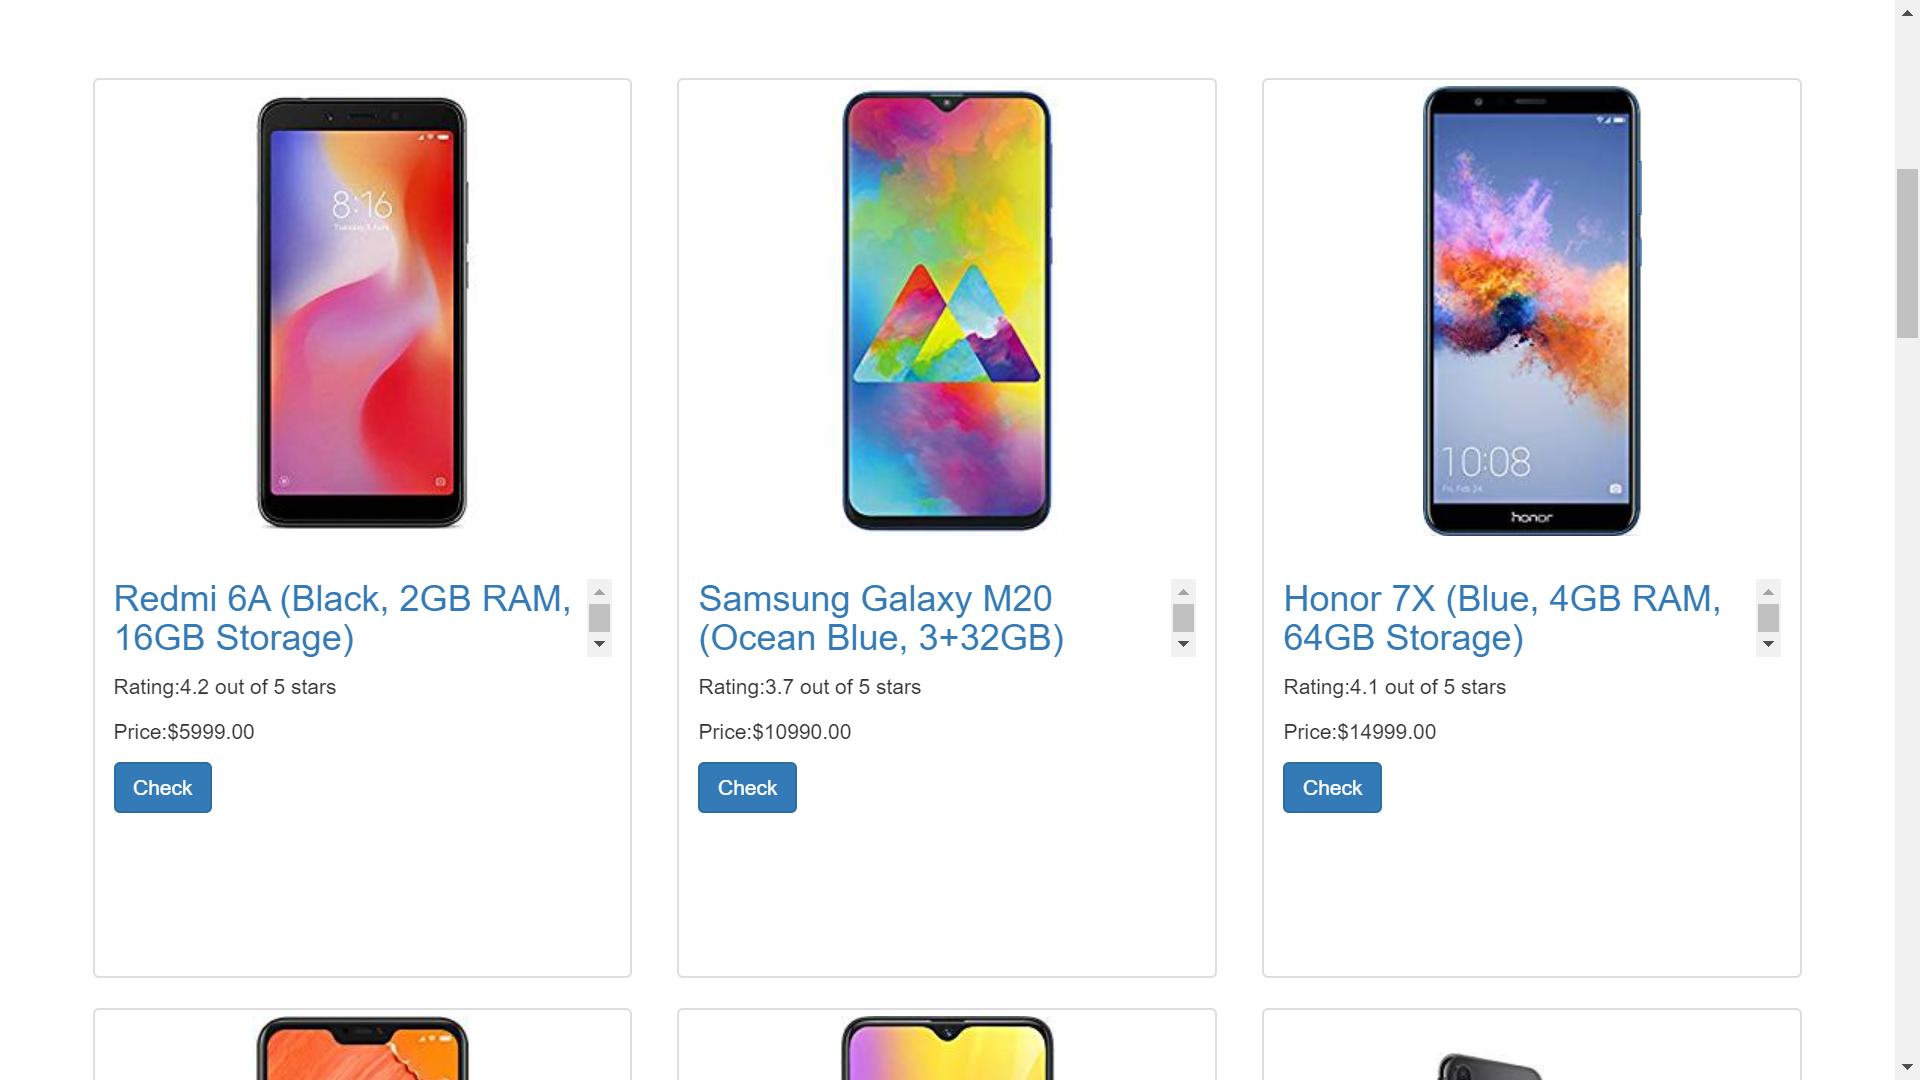 8:16
10:08
Fri, Feb 24
honor
Redmi 6A (Black, 2GB RAM,
16GB Storage)
Rating:4.2 out of 5 stars
Price:$5999.00
Check
Samsung Galaxy M20
(Ocean Blue, 3+32GB)
Rating:3.7 out of 5 stars
Price:$10990.00
Check
Honor 7X (Blue, 4GB RAM,
64GB Storage)
Rating:4.1 out of 5 stars
Price:$14999.00
Check